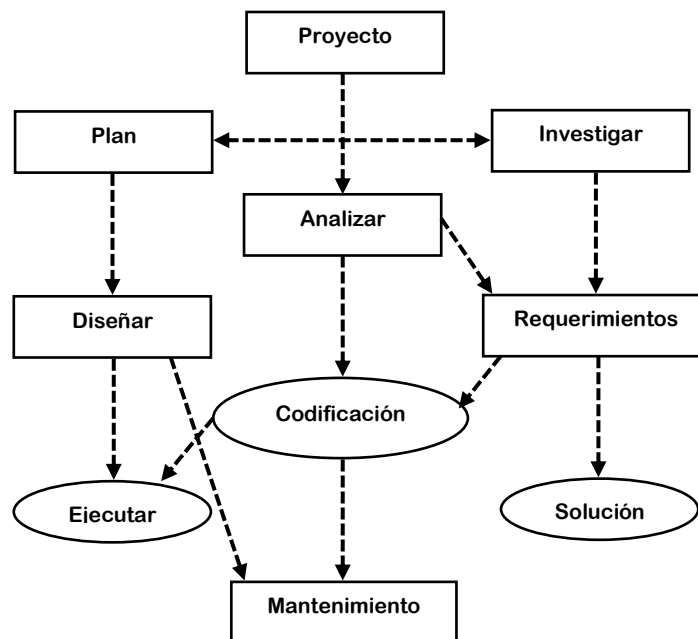 Proyecto
Plan
Investigar
Analizar
Diseñar
Requerimientos
Codificación
Ejecutar
Solución
Mantenimiento